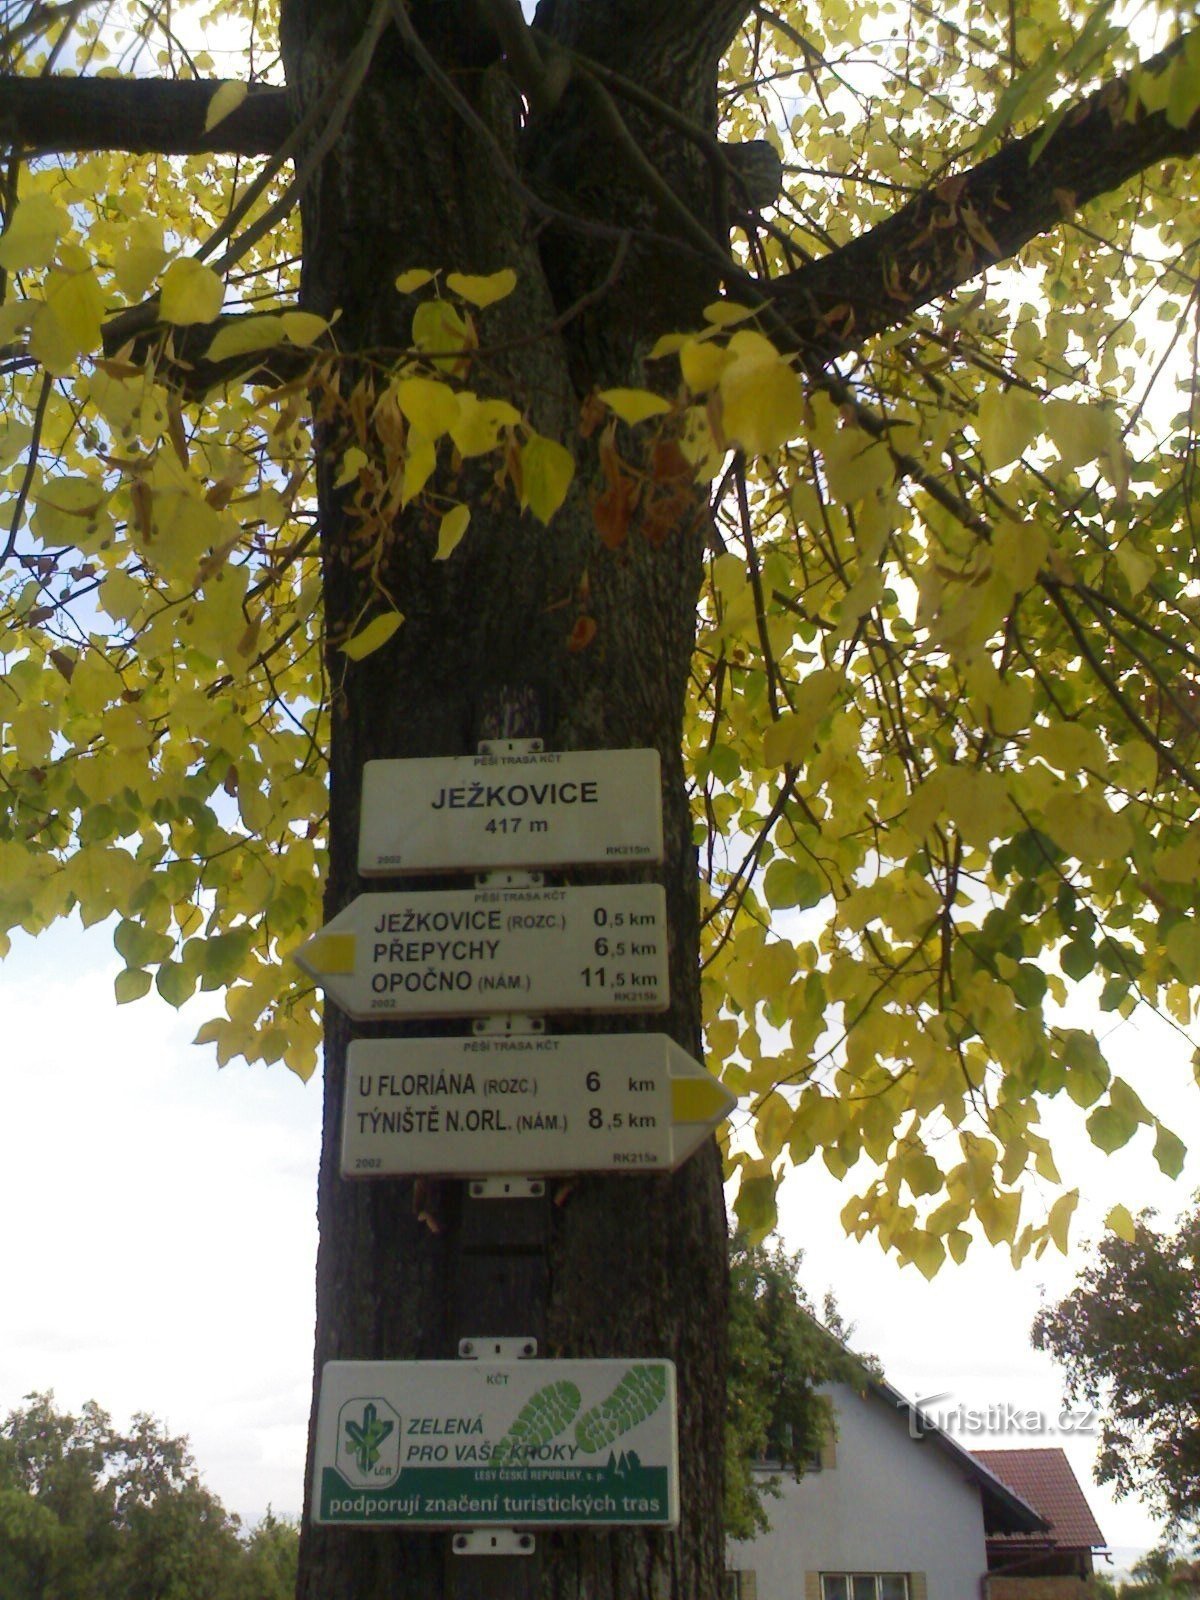 PĚŠÍ TRASA KČT
JEŽKOVICE
417 m
2002 RK215m
PĚŠÍ TRASA KČT
JEŽKOVICE (ROZC.) 0,5 km
PŘEPYCHY 6,5 km
OPOČNO (NÁM.) 11,5 km
2002 RK215b
PĚŠÍ TRASA KČT
U FLORIÁNA (ROZC.) 6 km
TÝNIŠTĚ N.ORL. (NÁM.) 8,5 km
2002 RK215a
KČT
ZELENÁ
PRO VAŠE KROKY
LČR
LESY ČESKÉ REPUBLIKY, s. p.
podporují značení turistických tras
Turistika.cz